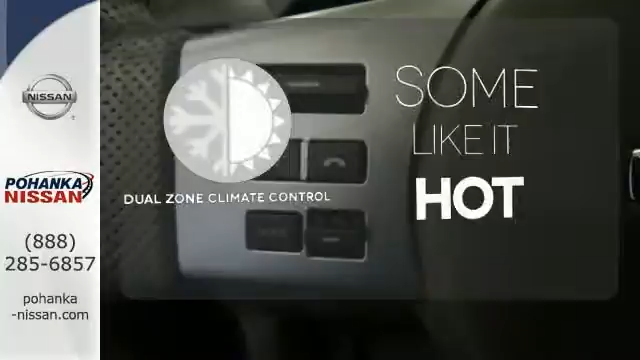 NISSAN
POHANKA
NISSAN
(888)
285-6857
pohanka
-nissan.com
DUAL ZONE CLIMATE CONTROL
SOME
LIKE IT
HOT